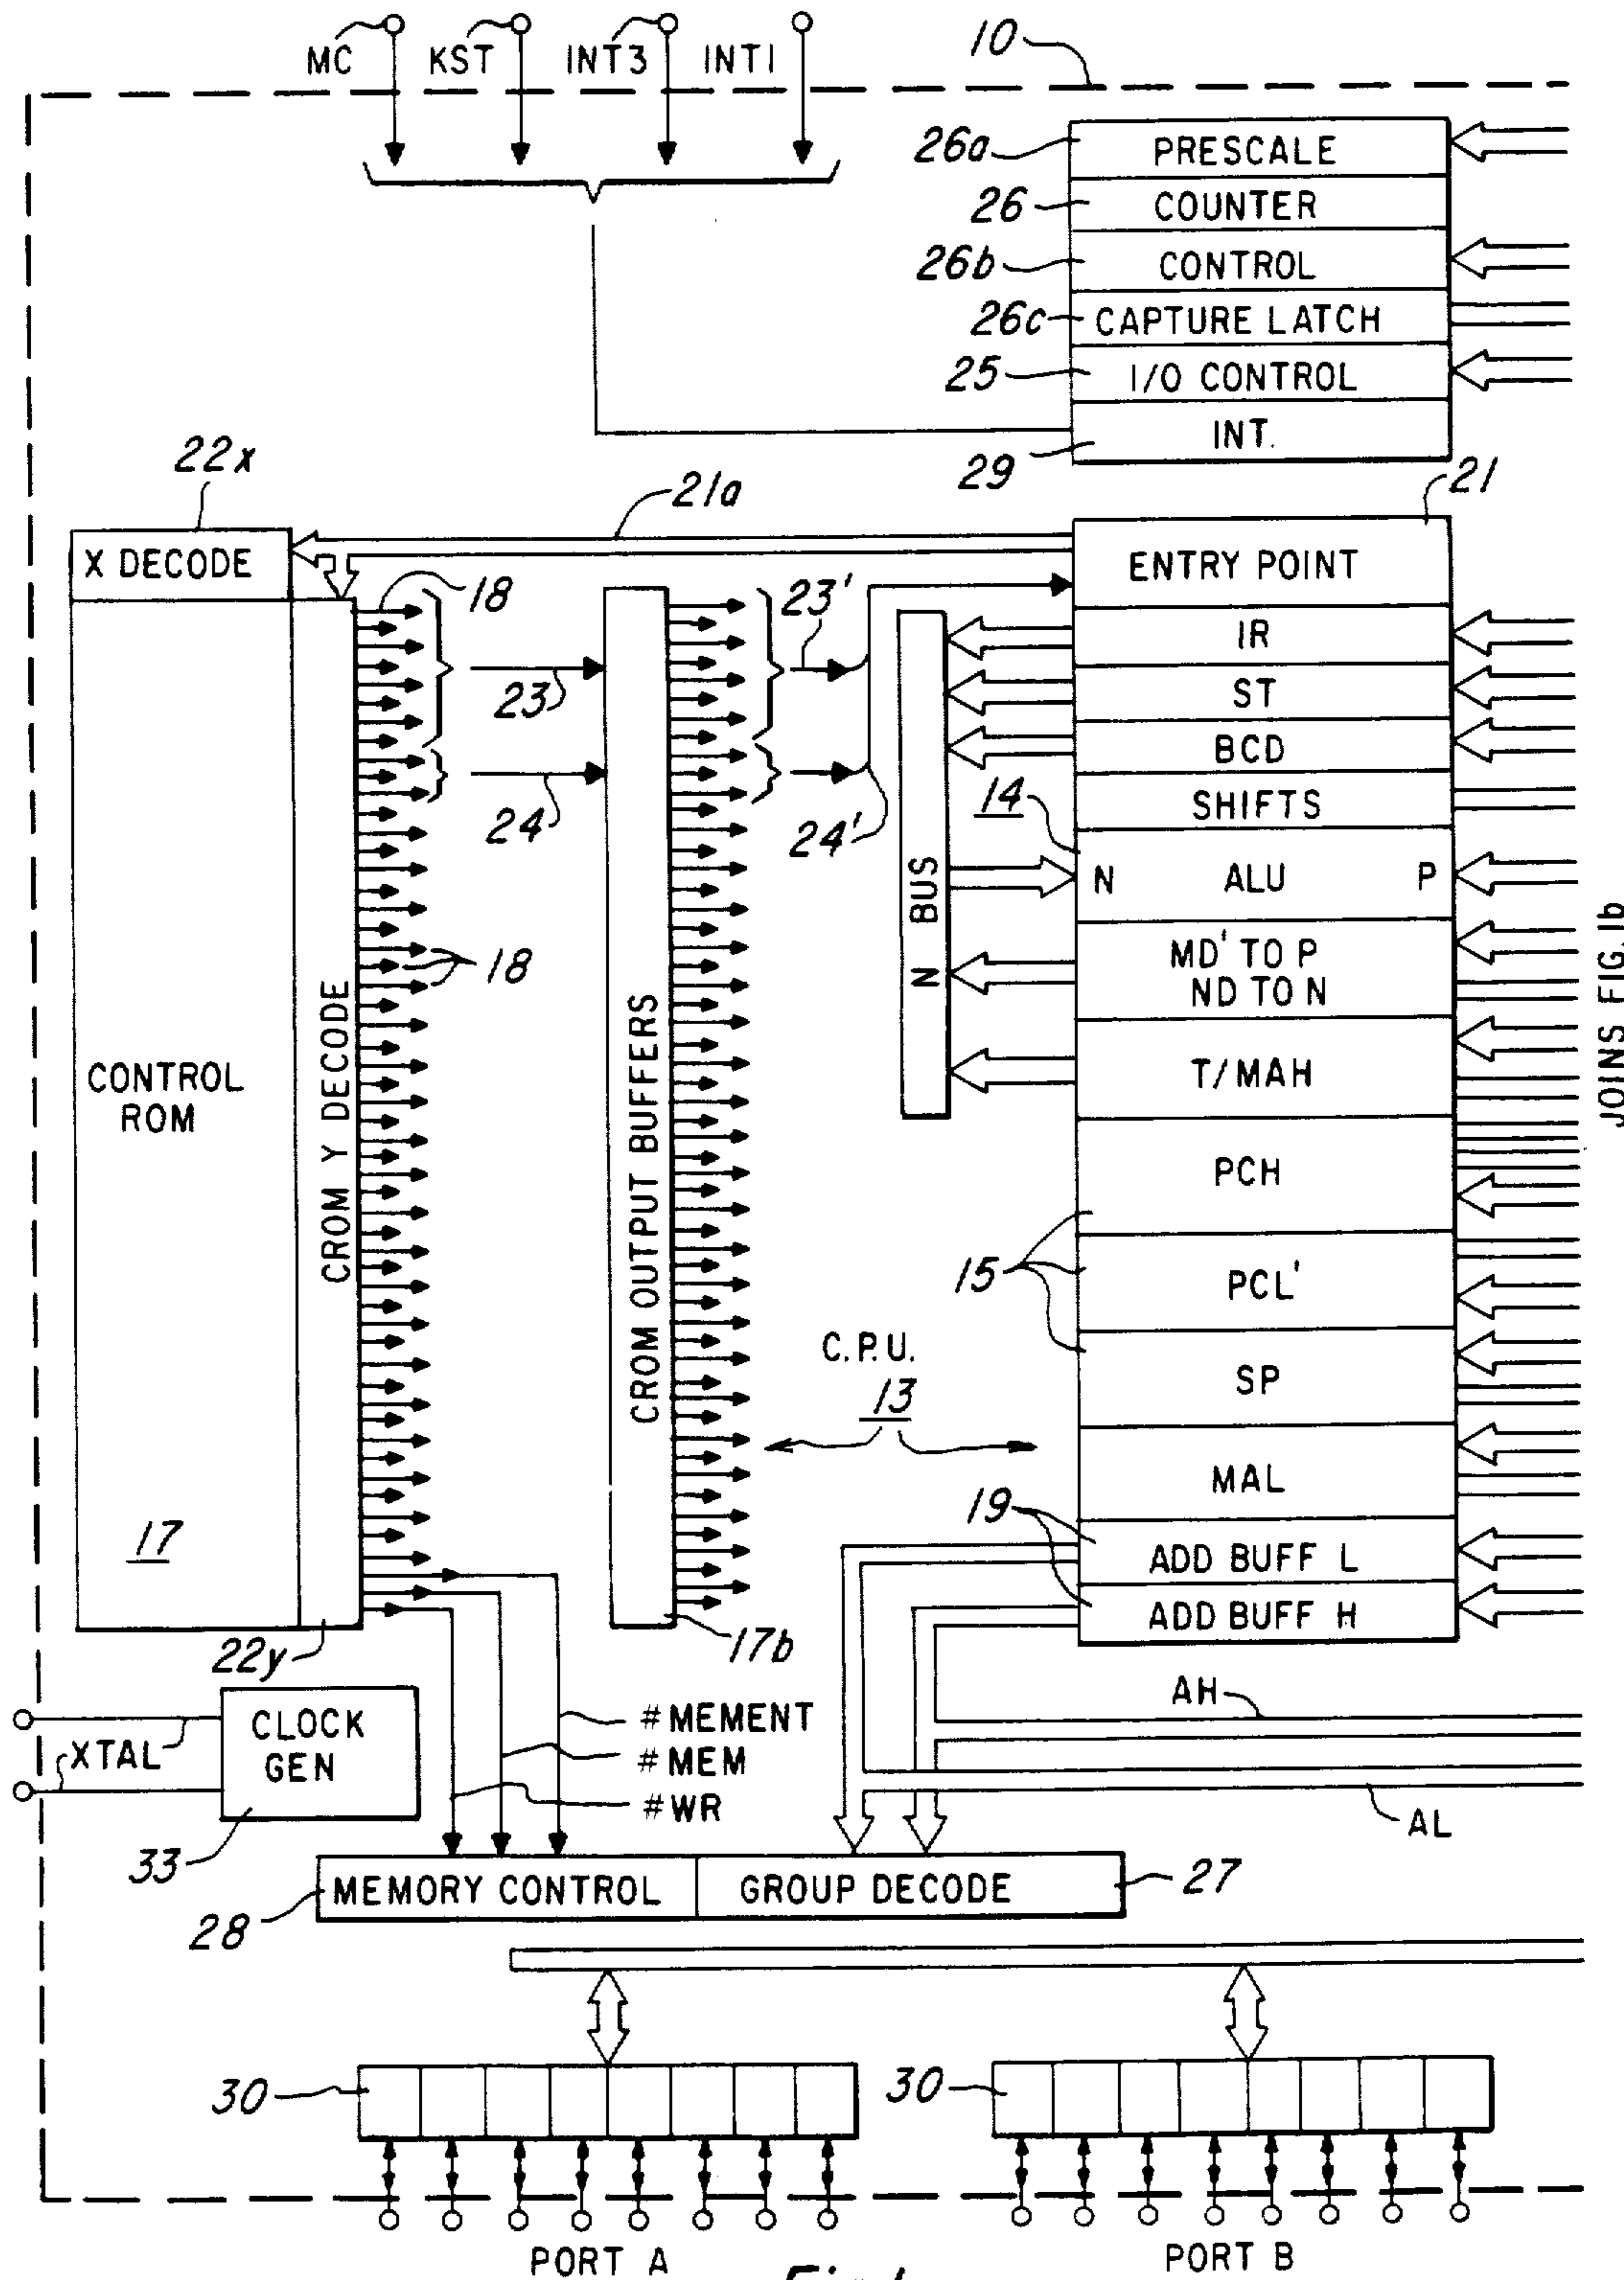 MC KST INT3 INT1 10
26a PRESCALE
26 COUNTER
26b CONTROL
26c CAPTURE LATCH
25 I/O CONTROL
INT.
29
22x 21a 21
X DECODE
ENTRY POINT
18 23'
IR
23 ST
BCD
24 24' 14 SHIFTS
N ALU P
N BUS
18
MD' TO P
ND TO N
CROM Y DECODE
CROM OUTPUT BUFFERS
CONTROL
ROM
T/MAH
JOINS FIG. 1b
PCH
15 PCL'
C.P.U.
13
SP
MAL
17
19 ADD BUFF L
ADD BUFF H
22y 17b
AH
CLOCK
GEN
XTAL
#MEMENT
#MEM
#WR
AL
33
28 MEMORY CONTROL GROUP DECODE 27
30 30
PORT A PORT B